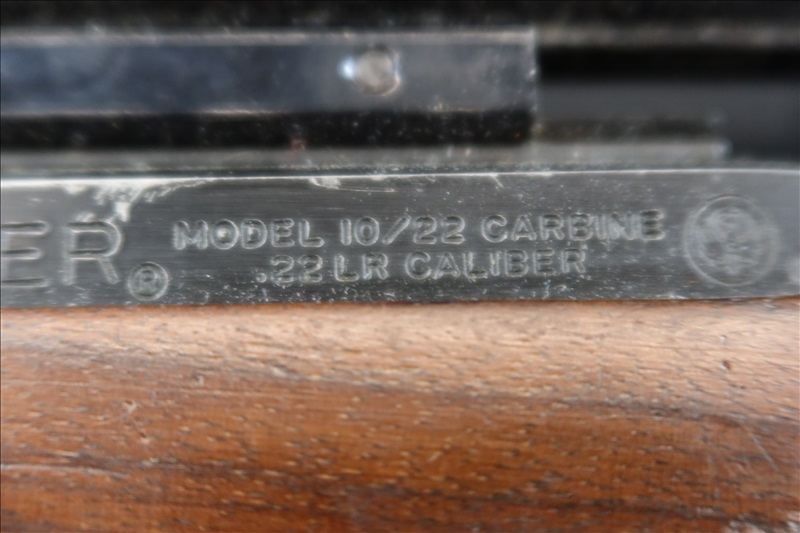 ER®
MODEL 10/22 CARBINE
.22 LR CALIBER